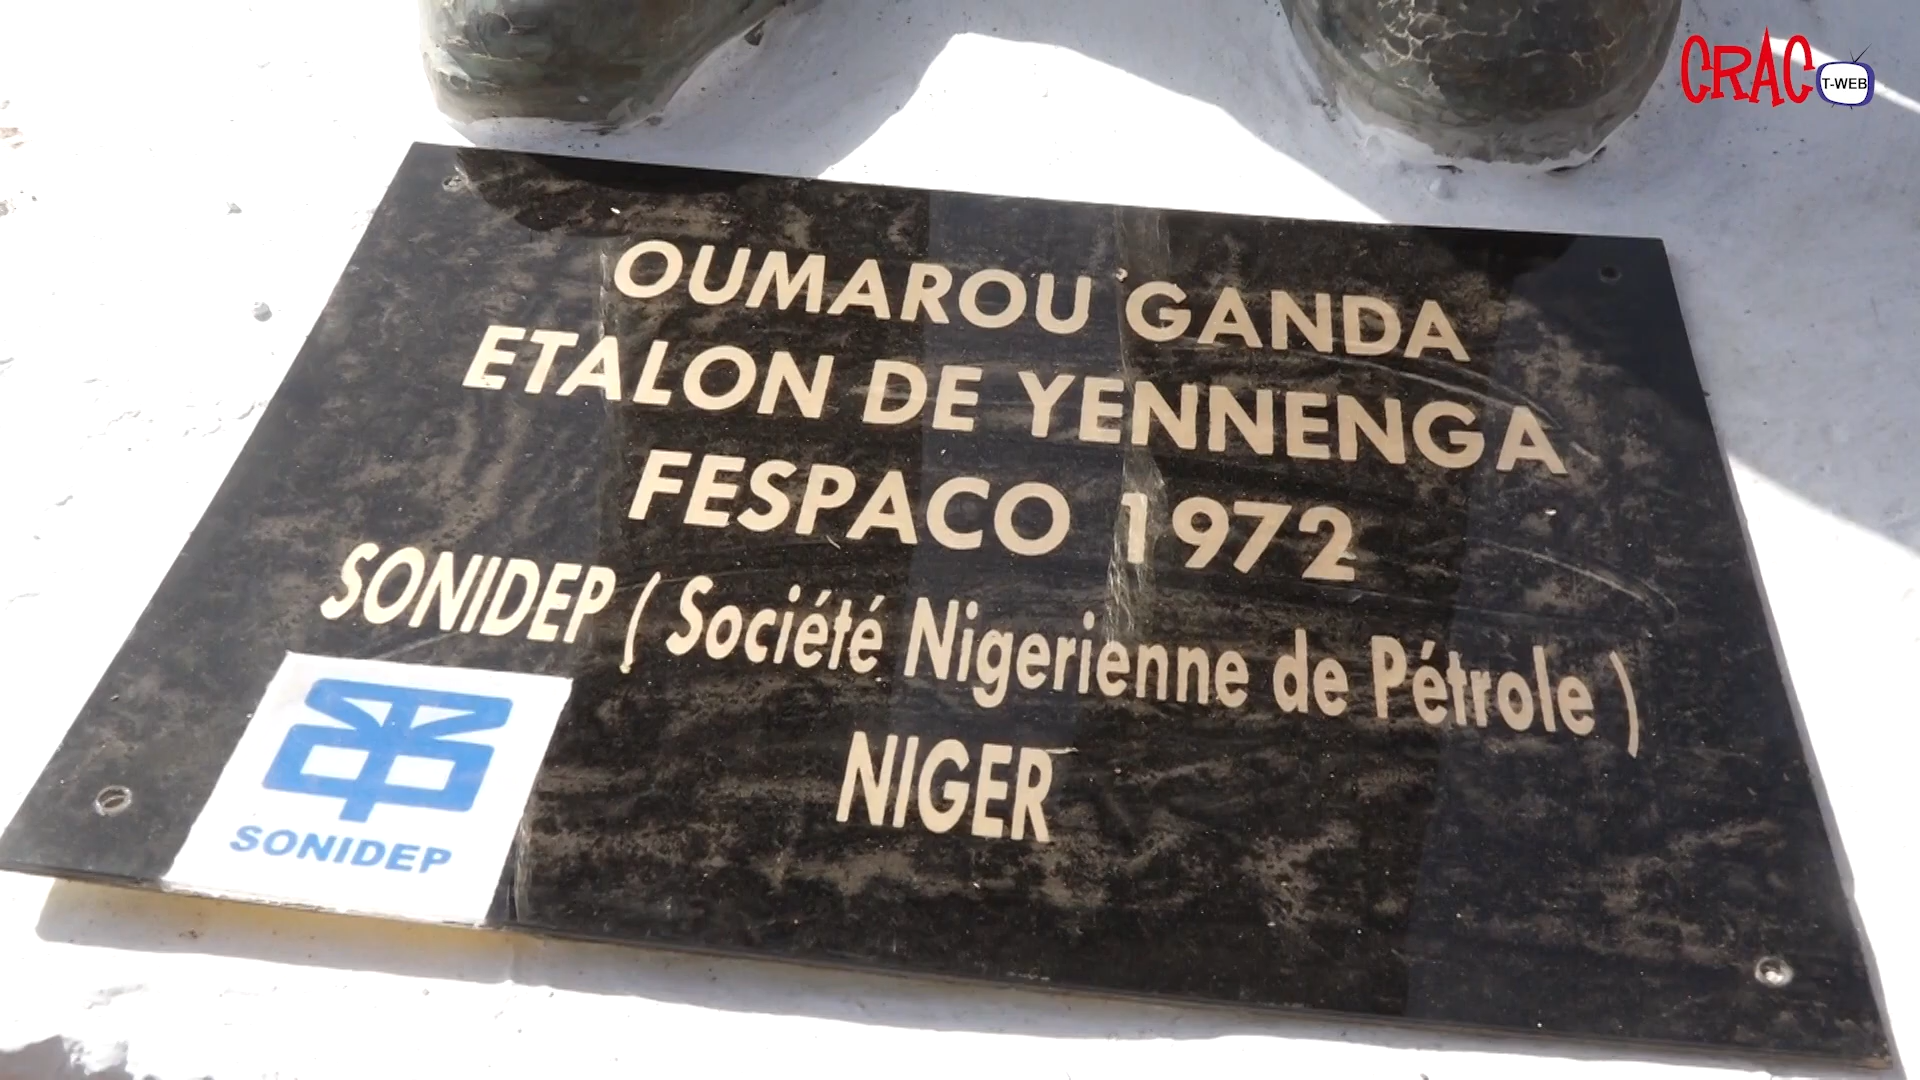 CRAC
T-WEB
OUMAROU GANDA
ETALON DE YENNENGA
FESPACO 1972
SONIDEP ( Société Nigerienne de Pétrole )
NIGER
SONIDEP